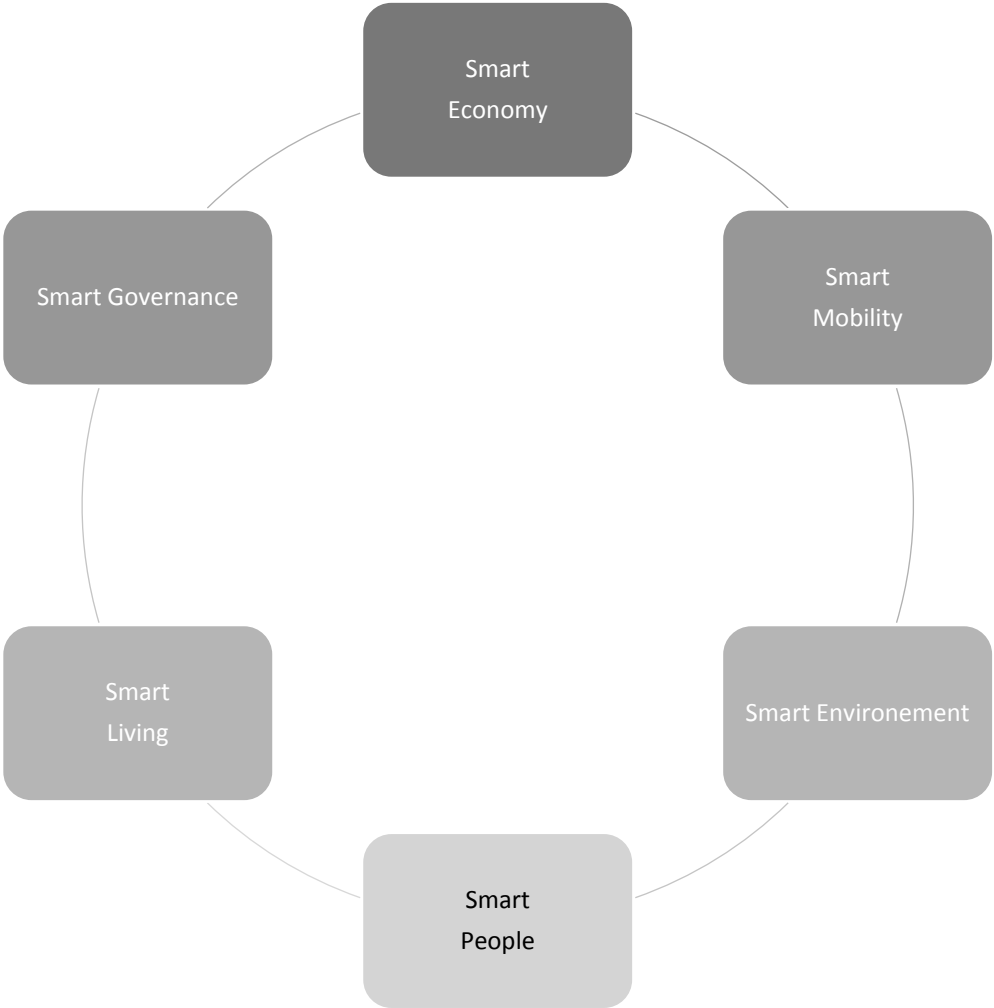 Smart
Economy
Smart Governance
Smart
Mobility
Smart
Living
Smart Environement
Smart
People